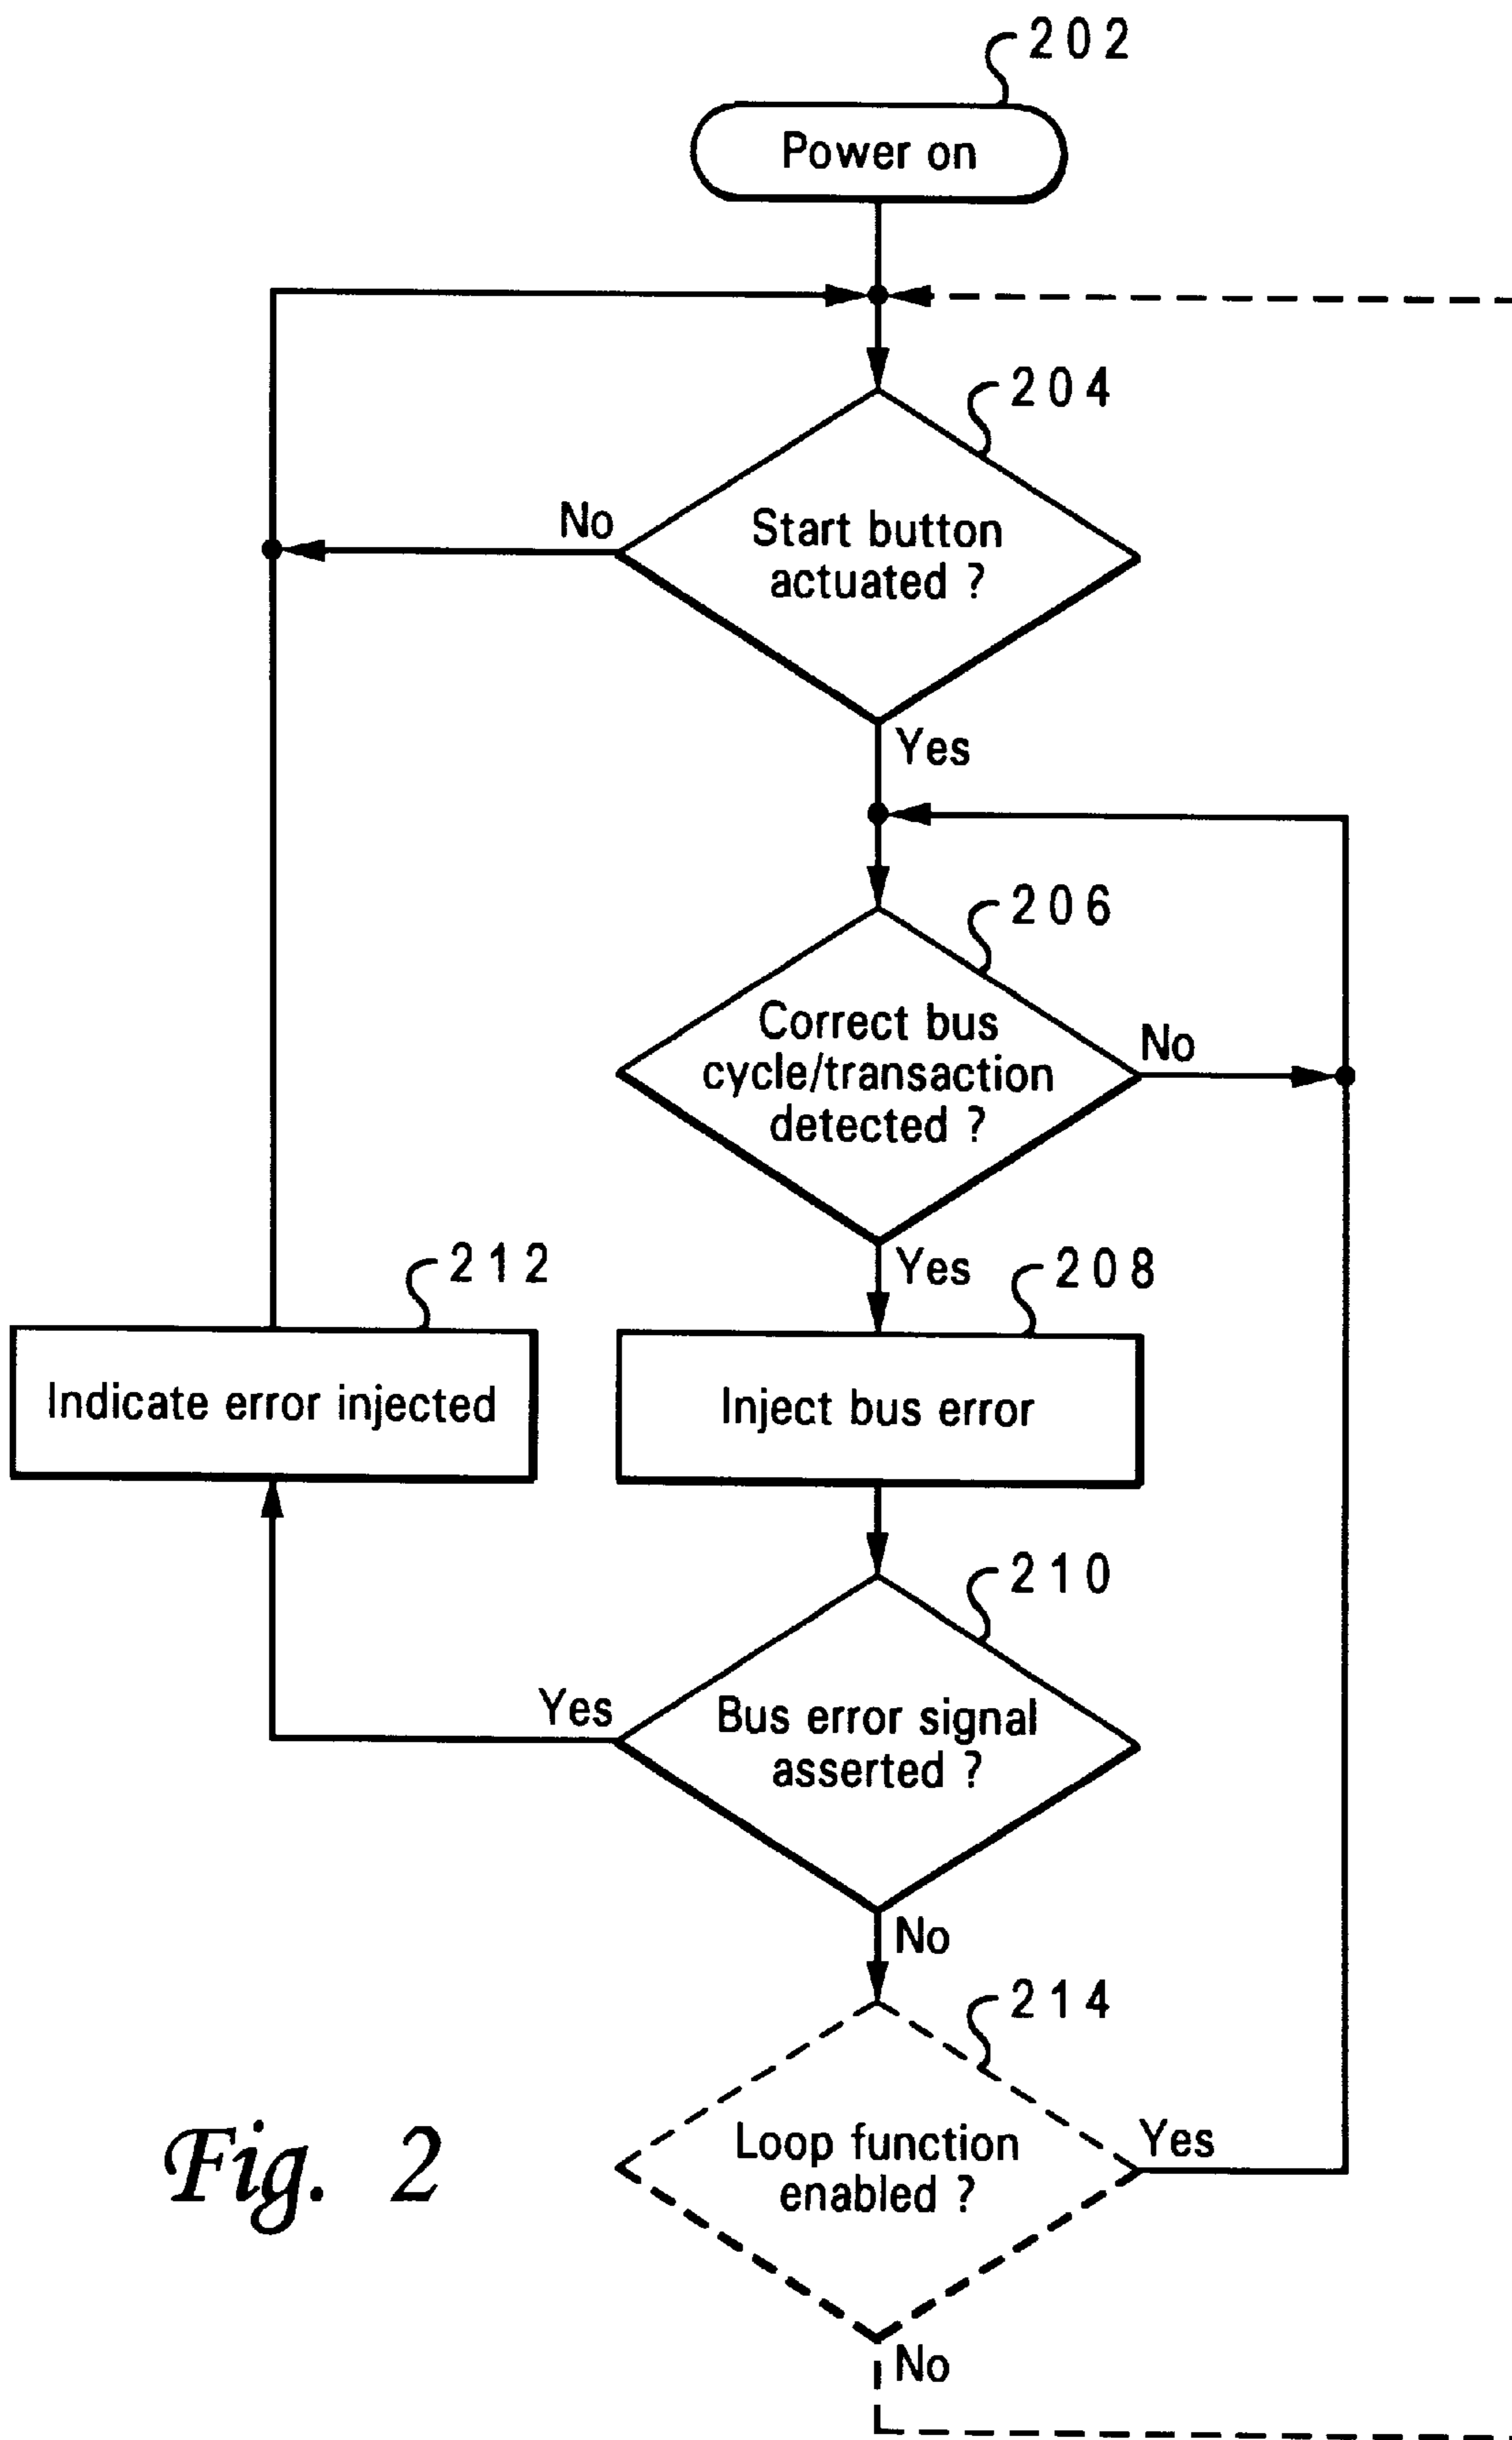 202
Power on
204
No
Start button
actuated ?
Yes
206
Correct bus
cycle/transaction
detected ?
No
Yes
212
208
Indicate error injected
Inject bus error
210
Yes
Bus error signal
asserted ?
No
214
Loop function
enabled ?
Yes
Fig. 2
No